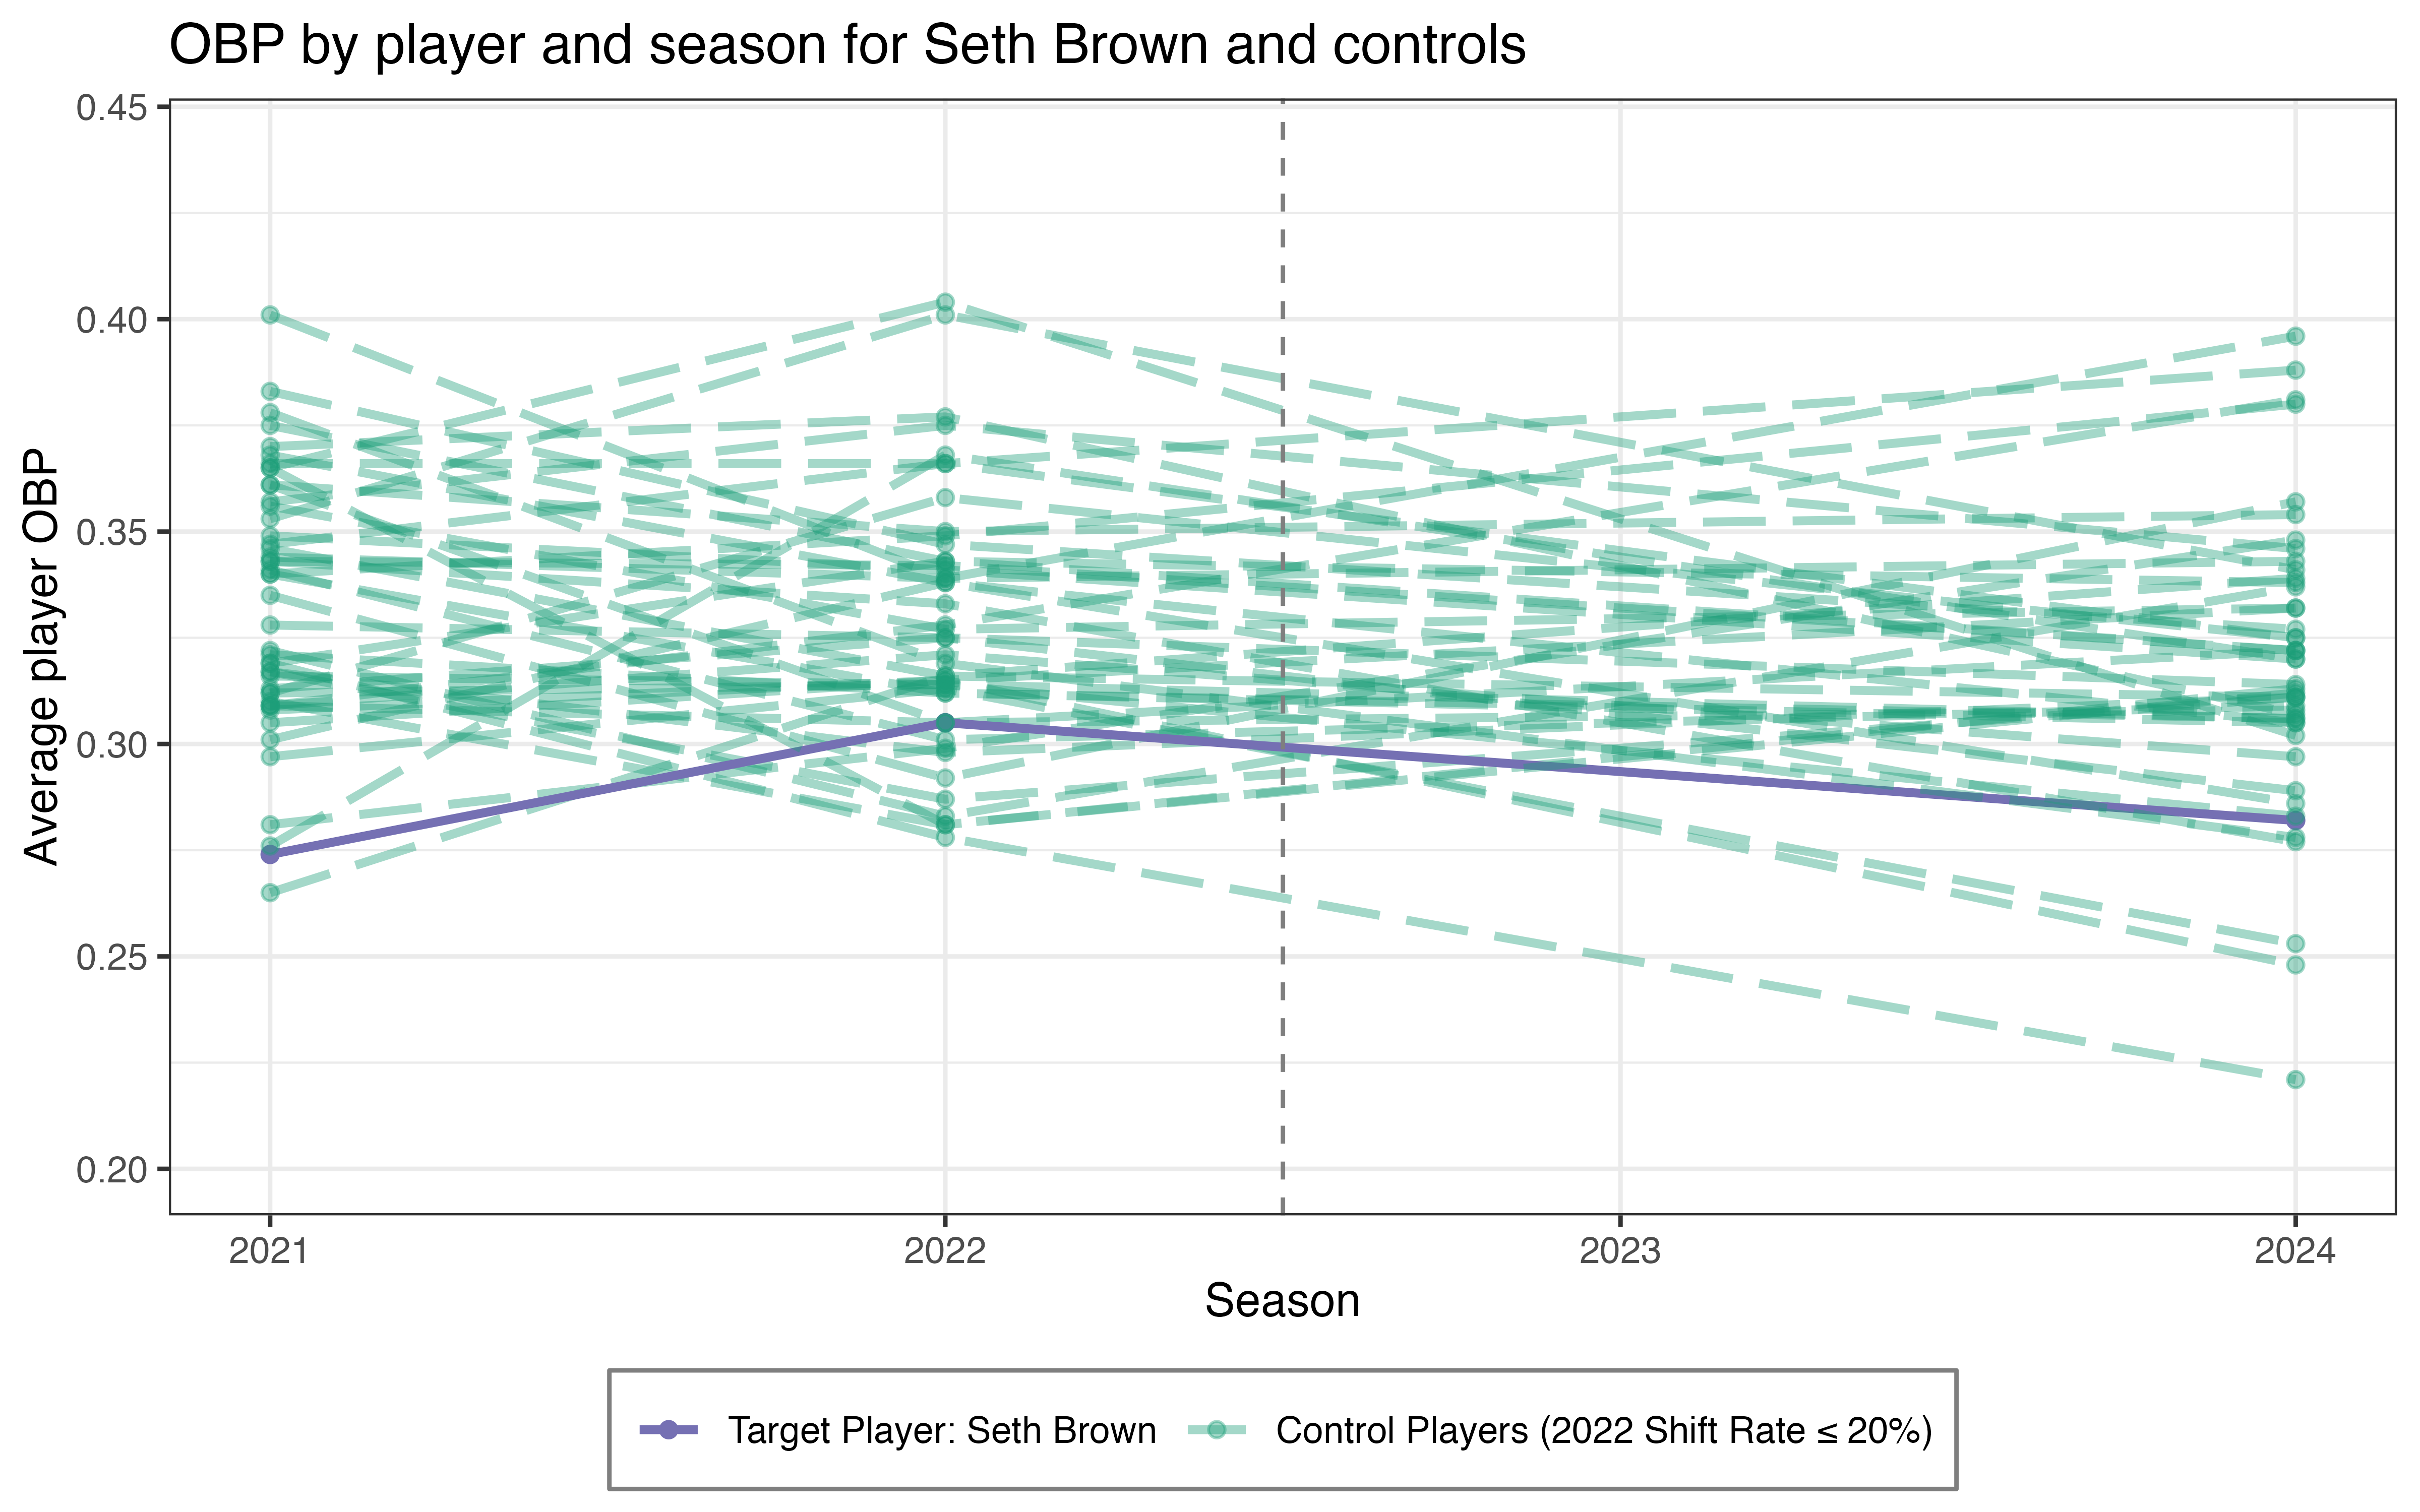 OBP by player and season for Seth Brown and controls
Average player OBP
0.45
0.40
0.35
0.30
0.25
0.20
2021
2022
2023
2024
Season
Target Player: Seth Brown
Control Players (2022 Shift Rate ≤ 20%)